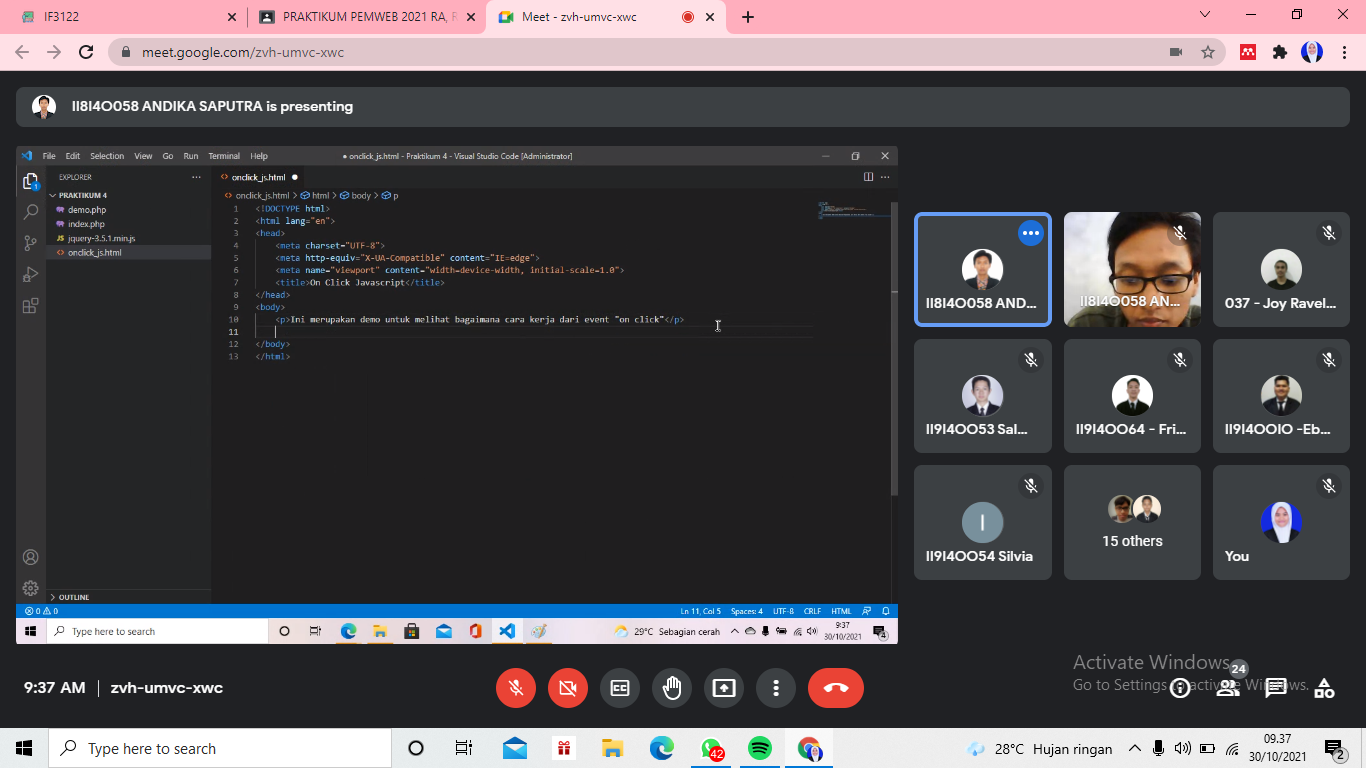 IF3122
PRAKTIKUM PEMWEB 2021 RA, R
Meet - zvh-umvc-xwc
meet.google.com/zvh-umvc-xwc
II8I4O058 ANDIKA SAPUTRA is presenting
File Edit Selection View Go Run Terminal Help
● onclick_js.html - Praktikum 4 - Visual Studio Code [Administrator]
EXPLORER
PRAKTIKUM 4
demo.php
index.php
jquery-3.5.1.min.js
onclick_js.html
OUTLINE
onclick_js.html
onclick_js.html > html > body > p
1 <!DOCTYPE html>
2 <html lang="en">
3 <head>
4 <meta charset="UTF-8">
5 <meta http-equiv="X-UA-Compatible" content="IE=edge">
6 <meta name="viewport" content="width=device-width, initial-scale=1.0">
7 <title>On Click Javascript</title>
8 </head>
9 <body>
10 <p>Ini merupakan demo untuk melihat bagaimana cara kerja dari event "on click"</p>
11
12 </body>
13 </html>
0 0
Ln 11, Col 5 Spaces: 4 UTF-8 CRLF HTML
Type here to search
29°C Sebagian cerah
9:37
30/10/2021
4
II8I4O058 AND...
II8I4O058 AN...
037 - Joy Ravel...
II9I4OO53 Sal...
II9I4OO64 - Fri...
II9I4OOIO -Eb...
I
II9I4OO54 Silvia
15 others
You
9:37 AM | zvh-umvc-xwc
CC
24
Activate Windows
Go to Settings to activate Windows.
Type here to search
42
28°C Hujan ringan
09.37
30/10/2021
2